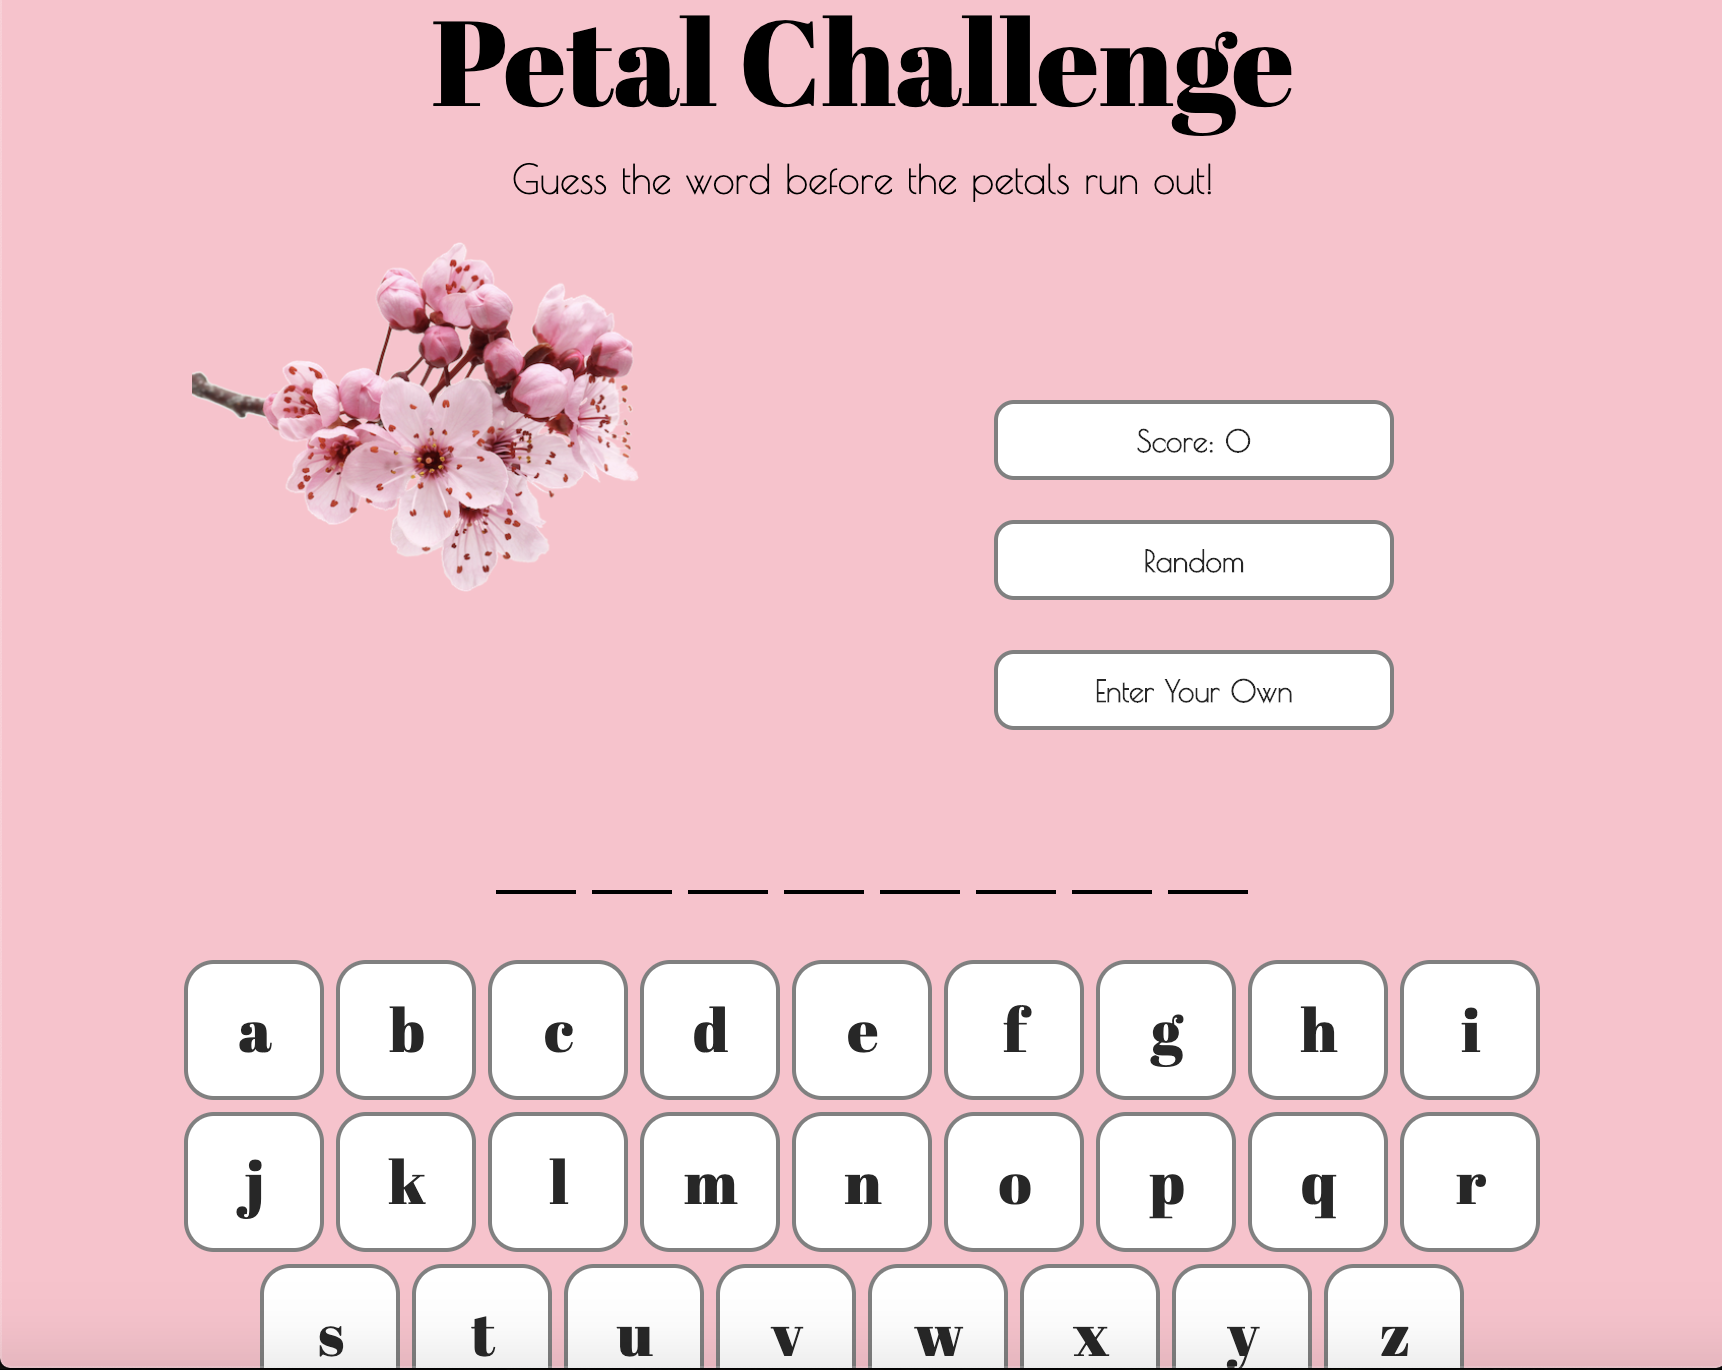 Petal Challenge
Guess the word before the petals run out!
Score: 0
Random
Enter Your Own
a b c d e f g h i
j k l m n o p q r
s t u v w x y z